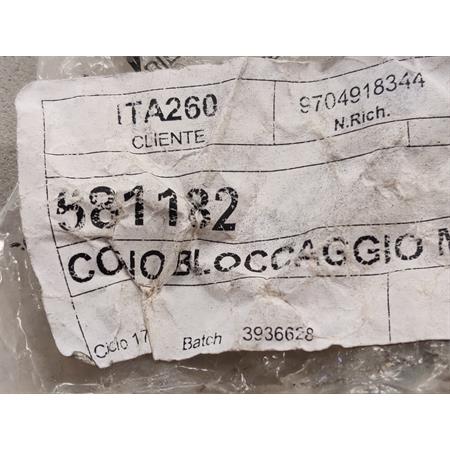 ITA260
CLIENTE
9704918344
N.Rich.
581182
BLOCCAGGIO M
Ciclo 17
Batch 3936628